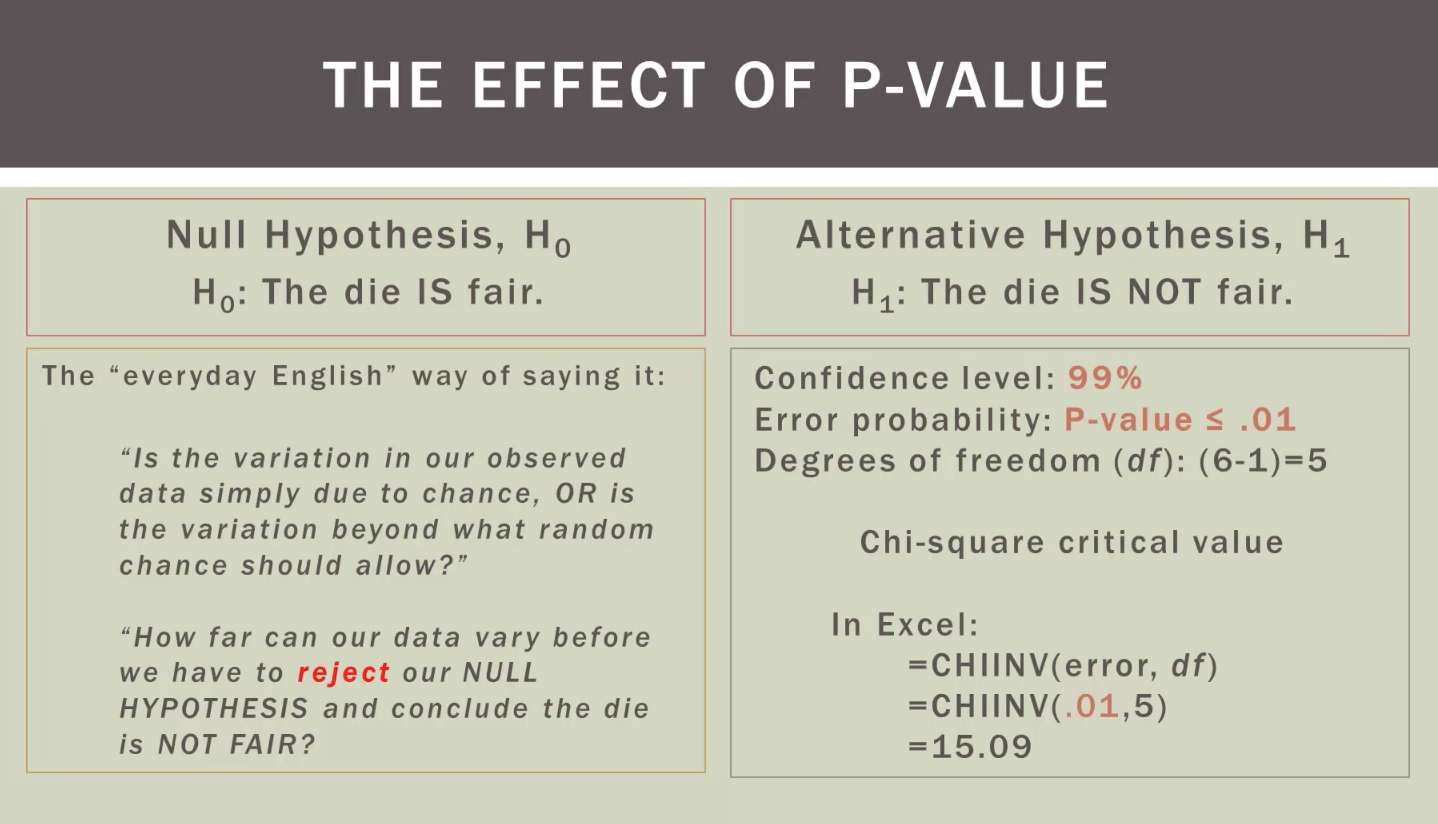 THE EFFECT OF P-VALUE
Null Hypothesis, H₀
H₀: The die IS fair.
Alternative Hypothesis, H₁
H₁: The die IS NOT fair.
The “everyday English” way of saying it:
“Is the variation in our observed
data simply due to chance, OR is
the variation beyond what random
chance should allow?”
“How far can our data vary before
we have to reject our NULL
HYPOTHESIS and conclude the die
is NOT FAIR?
Confidence level: 99%
Error probability: P-value ≤ .01
Degrees of freedom (df): (6-1)=5
Chi-square critical value
In Excel:
=CHIINV(error, df)
=CHIINV(.01,5)
=15.09